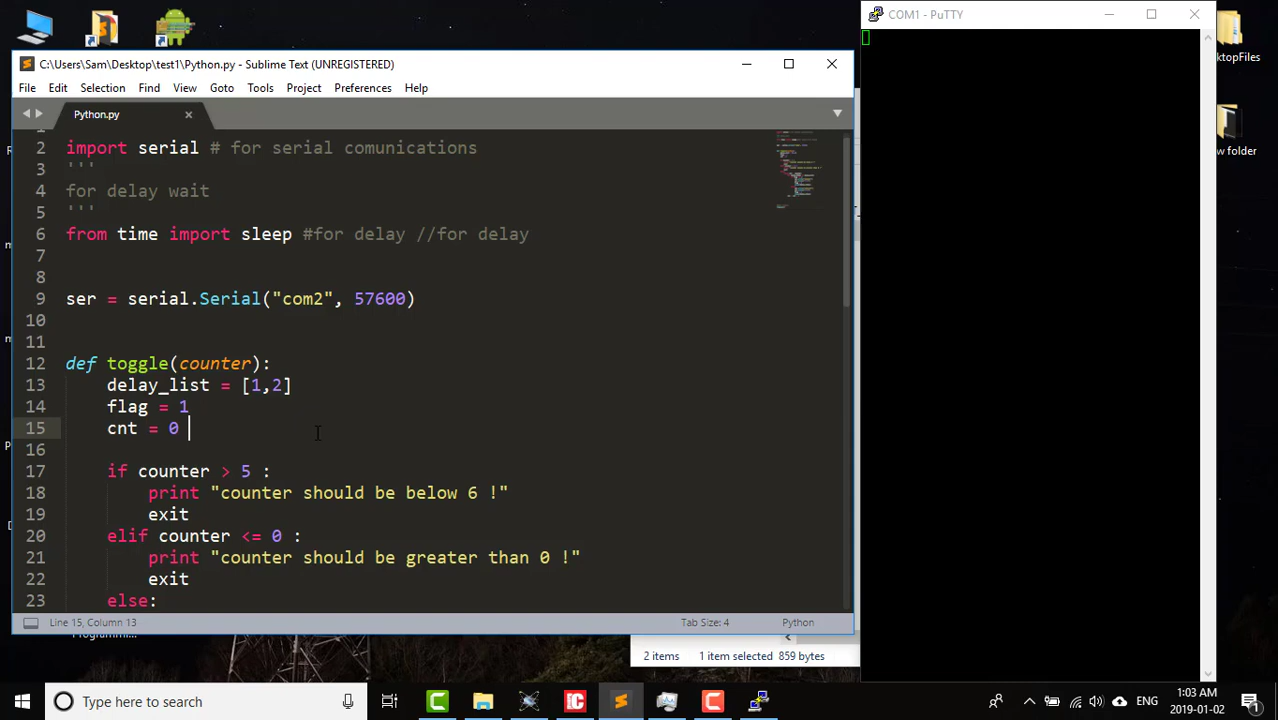 COM1 - PuTTY
C:\Users\Sam\Desktop\test1\Python.py - Sublime Text (UNREGISTERED)
File Edit Selection Find View Goto Tools Project Preferences Help
ktopFiles
Python.py
w folder
2 import serial # for serial comunications
3 '''
4 for delay wait
5 '''
6 from time import sleep #for delay //for delay
7
8
9 ser = serial.Serial("com2", 57600)
10
11
12 def toggle(counter):
13 delay_list = [1,2]
14 flag = 1
15 cnt = 0
16
17 if counter > 5 :
18 print "counter should be below 6 !"
19 exit
20 elif counter <= 0 :
21 print "counter should be greater than 0 !"
22 exit
23 else:
Line 15, Column 13 Tab Size: 4 Python
2 items 1 item selected 859 bytes
Type here to search
ENG
1:03 AM
2019-01-02